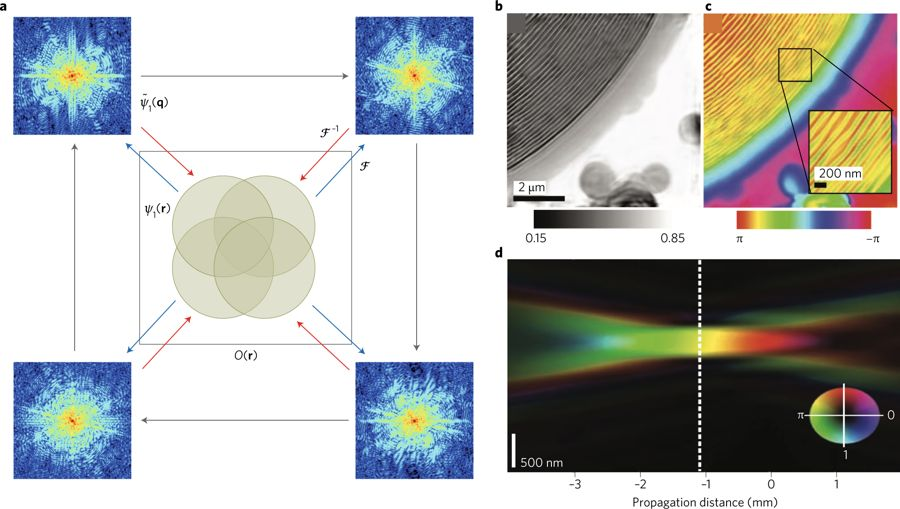 a
ψ̃₁(q)
ℱ⁻¹
ℱ
ψ₁(r)
O(r)
b
2 μm
0.15
0.85
c
200 nm
π
–π
d
π
0
1
500 nm
–3
–2
–1
0
1
Propagation distance (mm)